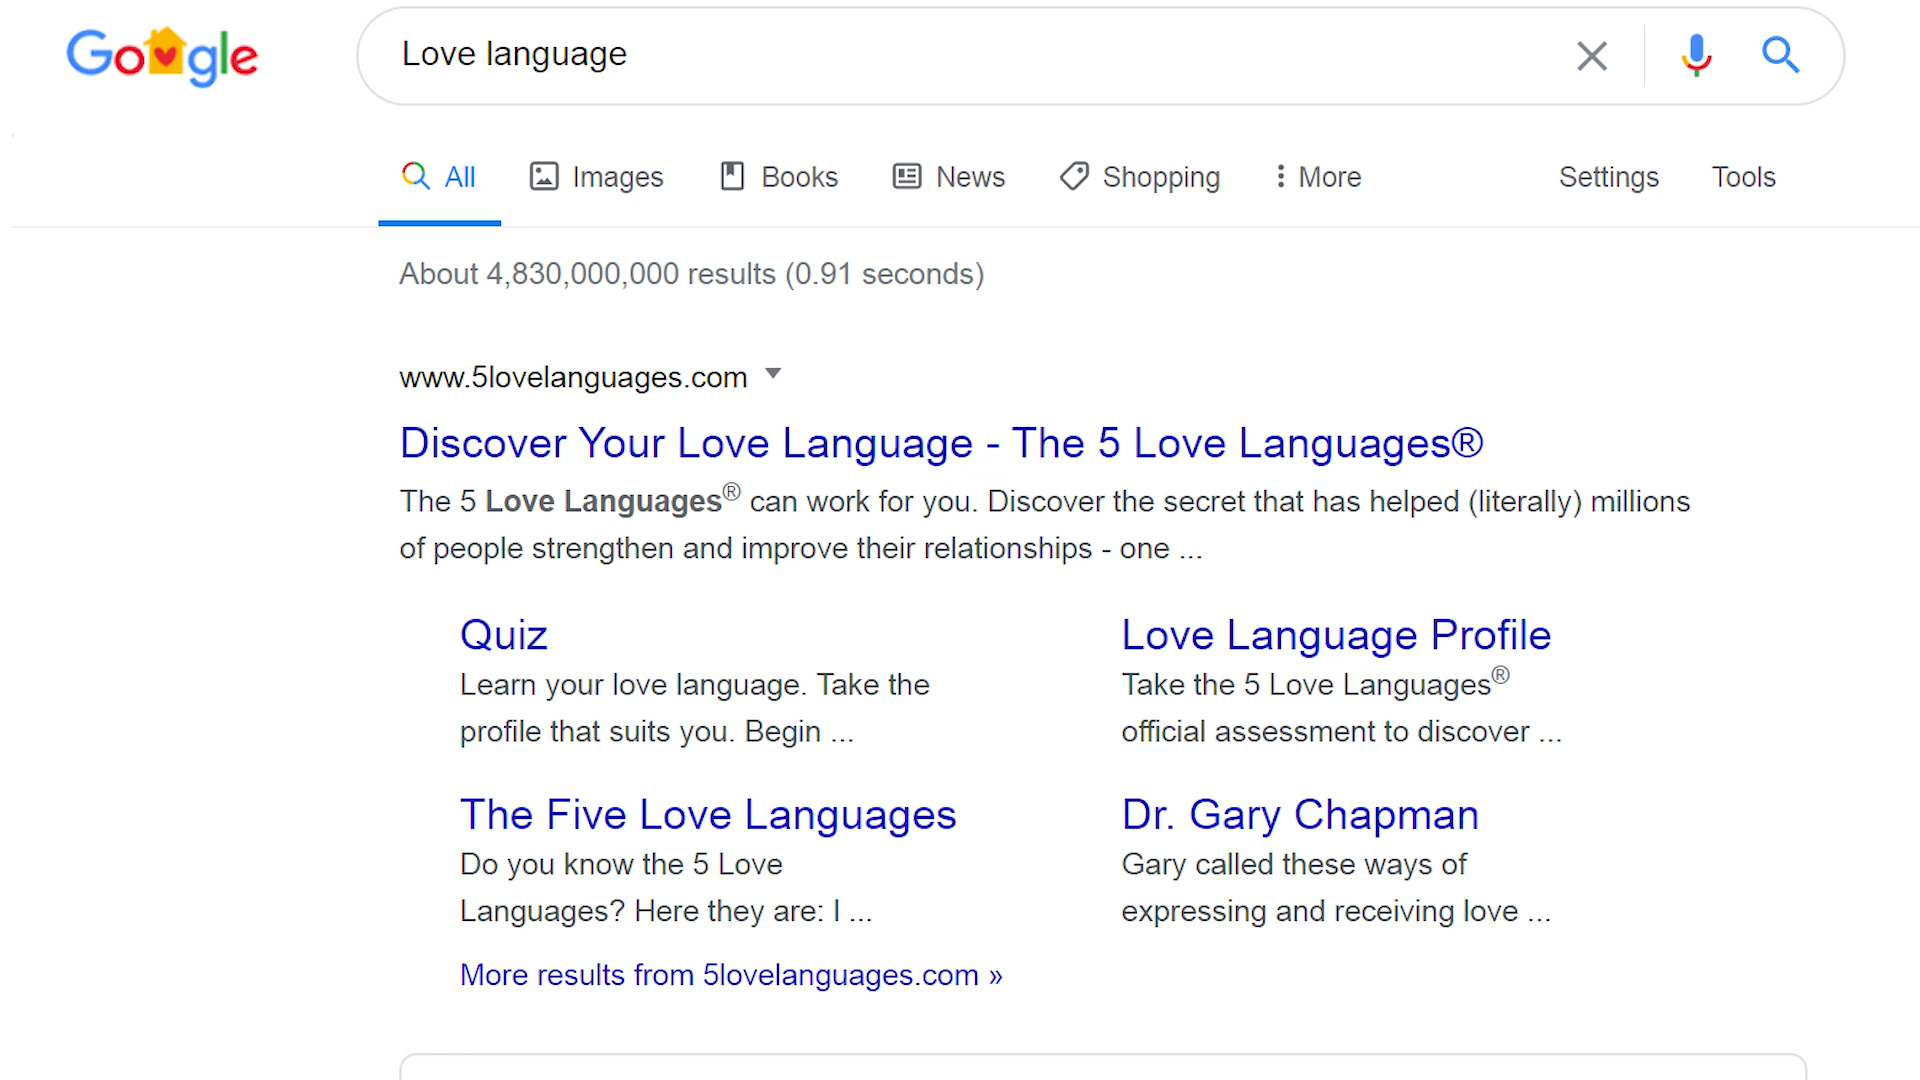 Google
Love language
All Images Books News Shopping More Settings Tools
About 4,830,000,000 results (0.91 seconds)
www.5lovelanguages.com
Discover Your Love Language - The 5 Love Languages®
The 5 Love Languages® can work for you. Discover the secret that has helped (literally) millions
of people strengthen and improve their relationships - one ...
Quiz
Learn your love language. Take the
profile that suits you. Begin ...
Love Language Profile
Take the 5 Love Languages®
official assessment to discover ...
The Five Love Languages
Do you know the 5 Love
Languages? Here they are: I ...
Dr. Gary Chapman
Gary called these ways of
expressing and receiving love ...
More results from 5lovelanguages.com »